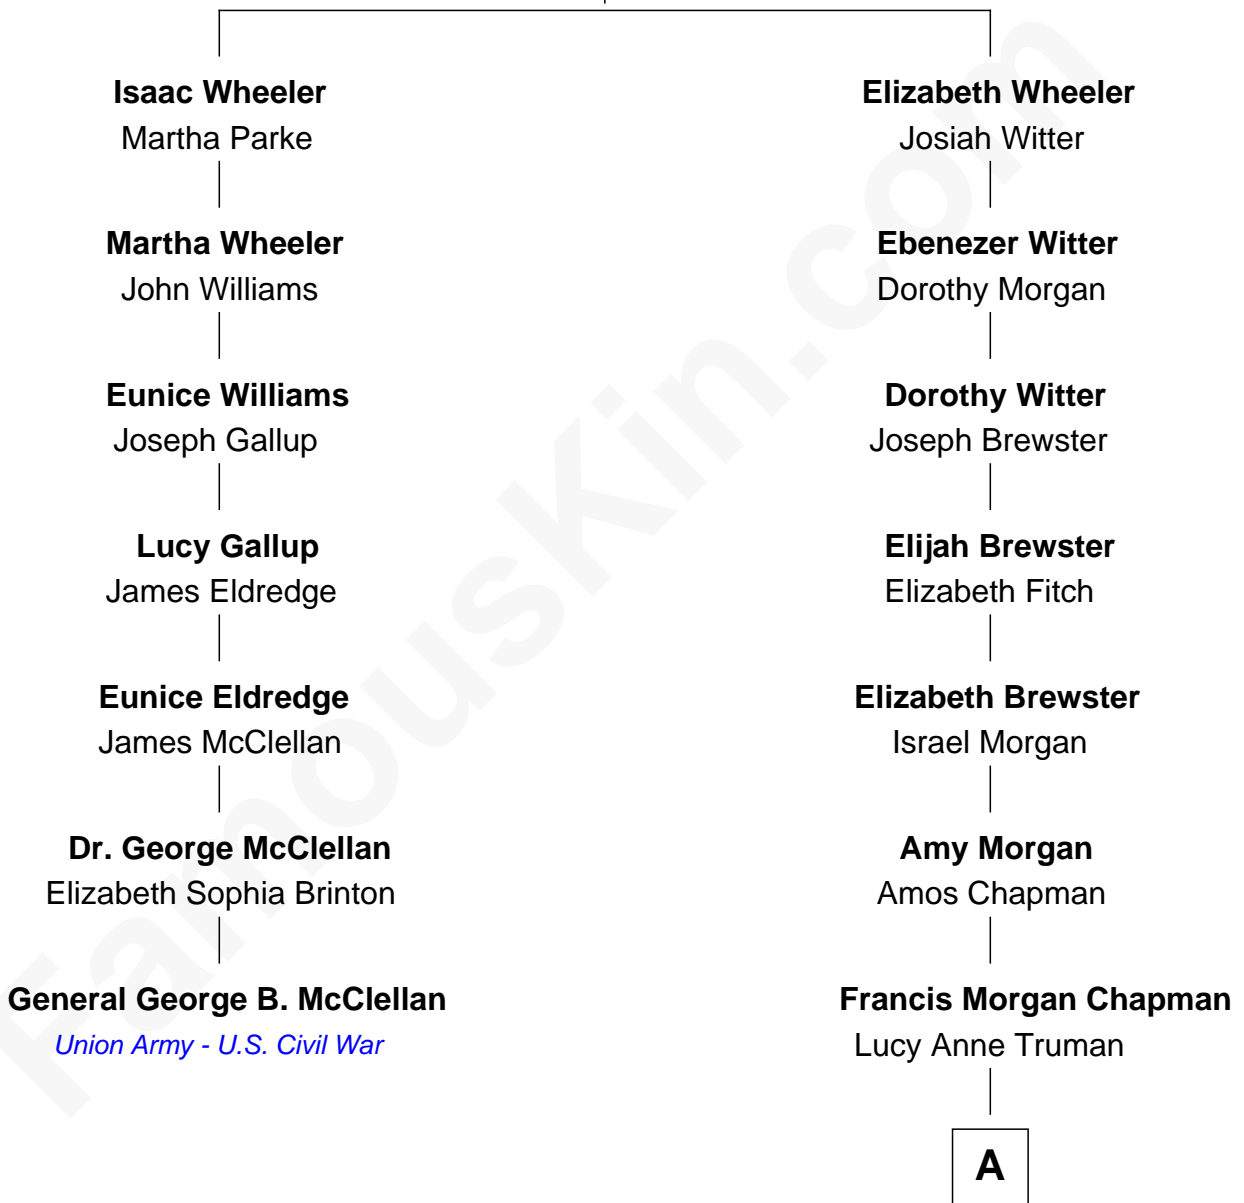 Isaac Wheeler
Martha Parke
Martha Wheeler
John Williams
Eunice Williams
Joseph Gallup
Lucy Gallup
James Eldredge
Eunice Eldredge
James McClellan
Dr. George McClellan
Elizabeth Sophia Brinton
General George B. McClellan
Union Army - U.S. Civil War
Elizabeth Wheeler
Josiah Witter
Ebenezer Witter
Dorothy Morgan
Dorothy Witter
Joseph Brewster
Elijah Brewster
Elizabeth Fitch
Elizabeth Brewster
Israel Morgan
Amy Morgan
Amos Chapman
Francis Morgan Chapman
Lucy Anne Truman
A
FamousKin.com